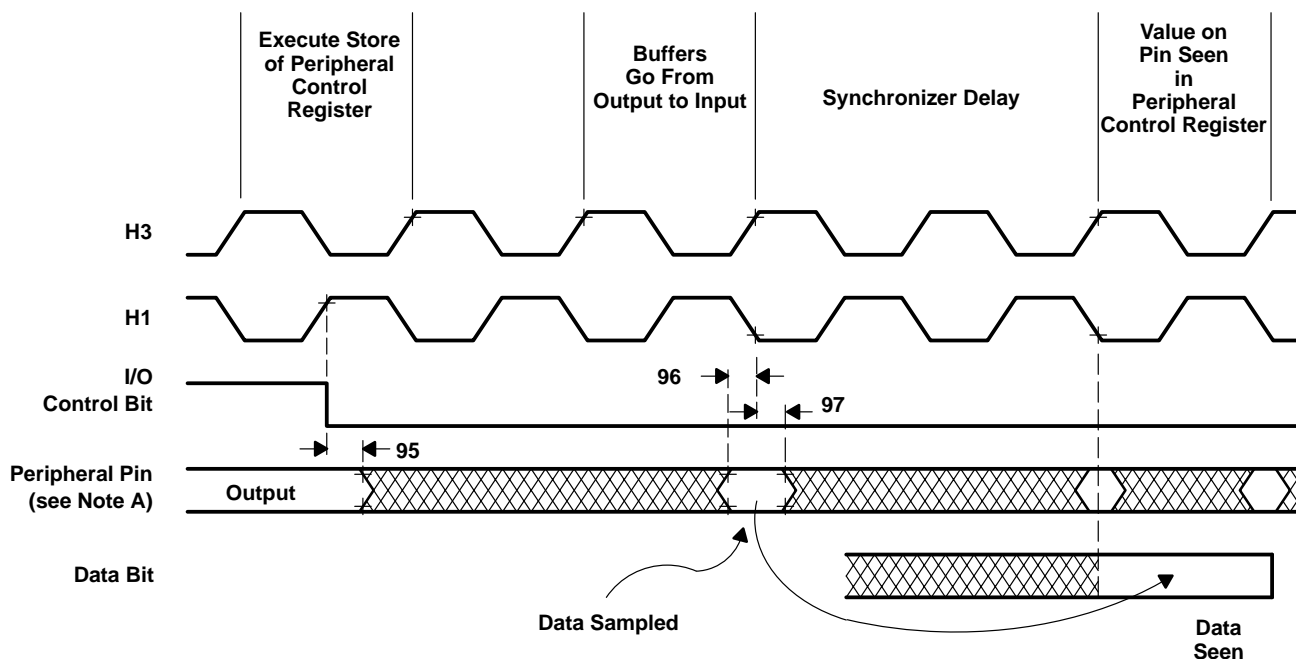 Execute Store
of Peripheral
Control
Register
Buffers
Go From
Output to Input
Synchronizer Delay
Value on
Pin Seen
in
Peripheral
Control Register
H3
H1
I/O
Control Bit
96
97
95
Peripheral Pin
(see Note A)
Output
Data Bit
Data Sampled
Data
Seen